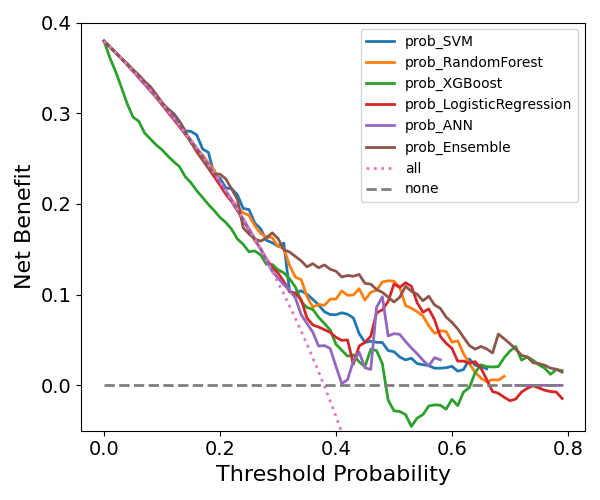 0.4
0.3
0.2
0.1
0.0
Net Benefit
prob_SVM
prob_RandomForest
prob_XGBoost
prob_LogisticRegression
prob_ANN
prob_Ensemble
all
none
0.0 0.2 0.4 0.6 0.8
Threshold Probability